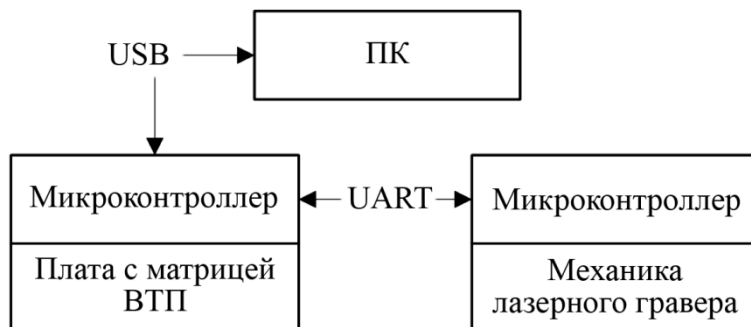 USB
ПК
Микроконтроллер
UART
Микроконтроллер
Плата с матрицей
ВТП
Механика
лазерного гравера